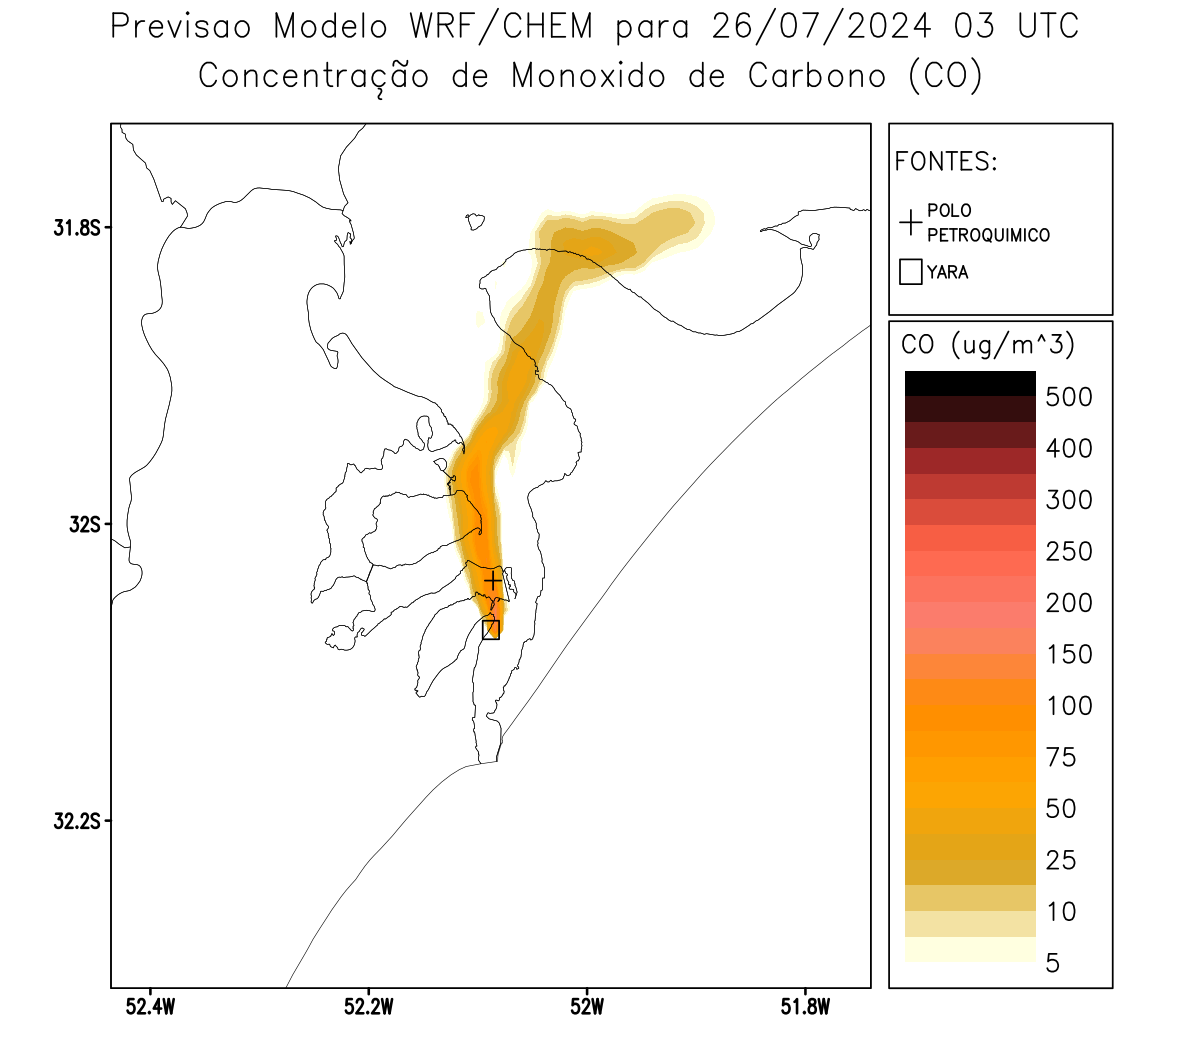 Previsao Modelo WRF/CHEM para 26/07/2024 03 UTC
Concentração de Monoxido de Carbono (CO)
FONTES:
POLO
PETROQUIMICO
YARA
CO (ug/m^3)
500
400
300
250
200
150
100
75
50
25
10
5
31.8S
32S
32.2S
52.4W
52.2W
52W
51.8W